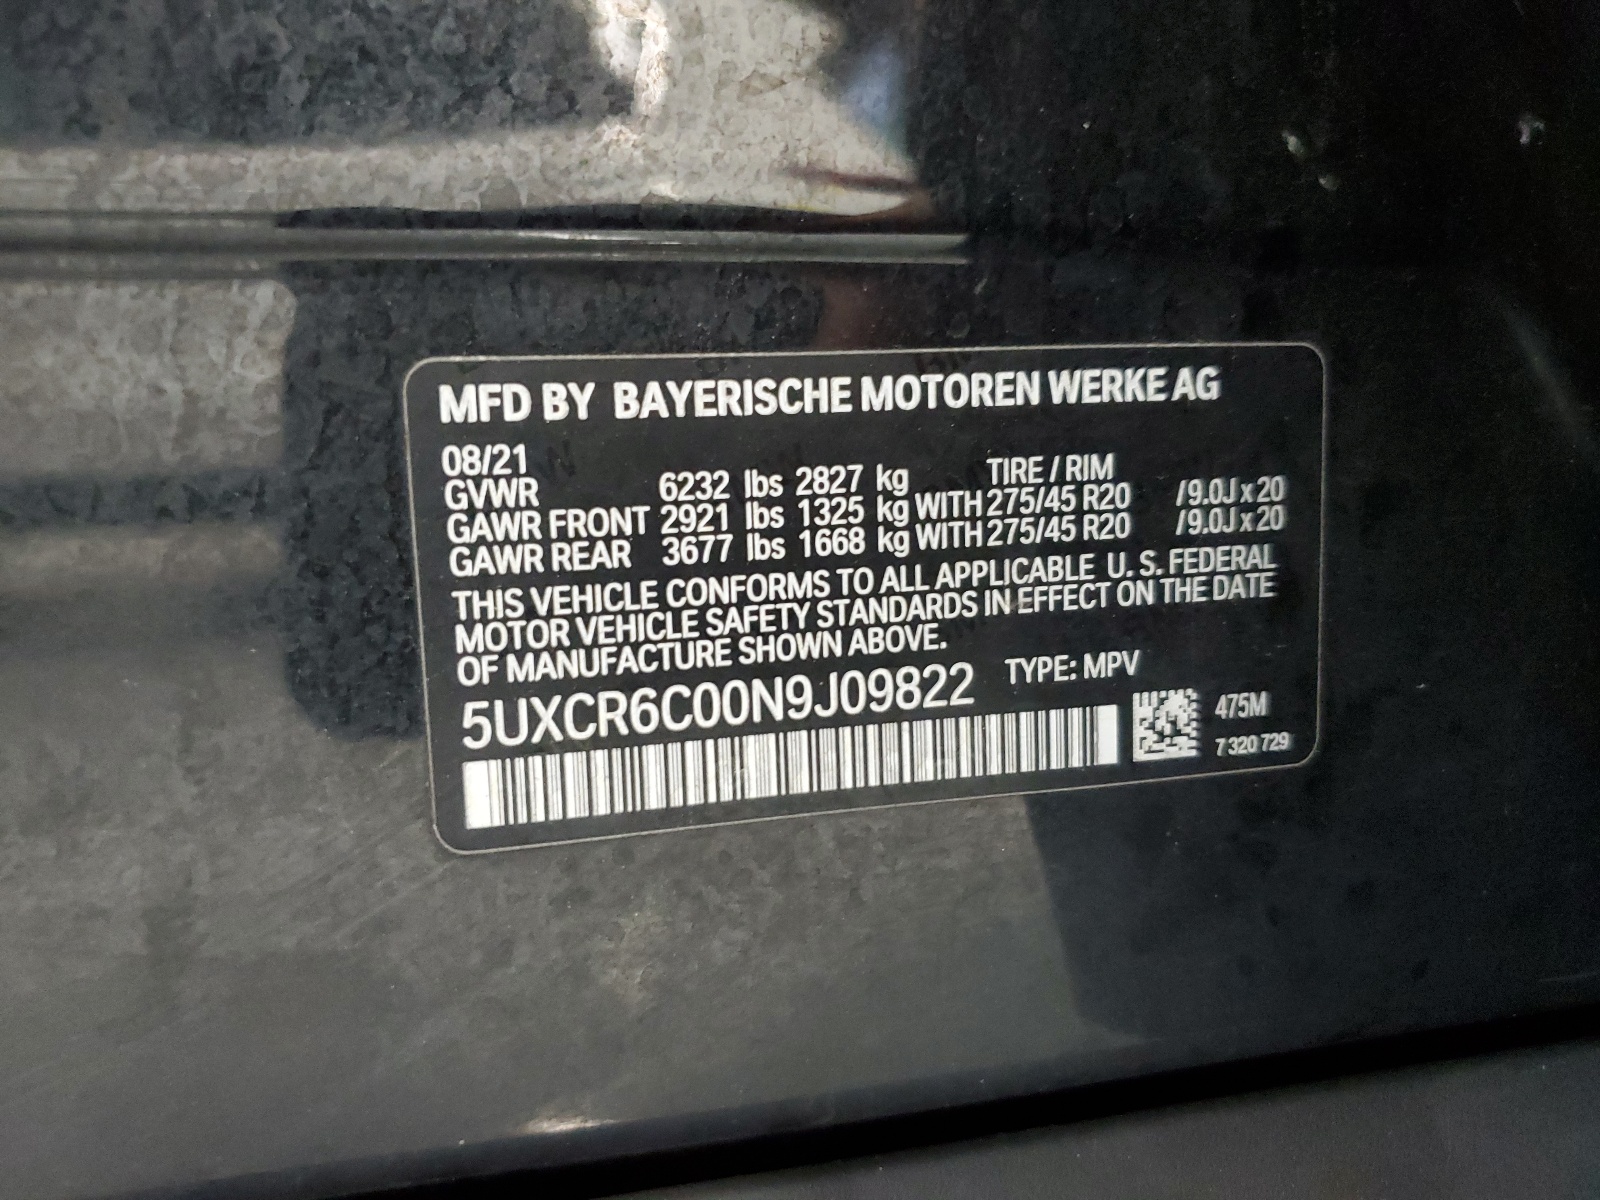 MFD BY BAYERISCHE MOTOREN WERKE AG
08/21
TIRE / RIM
GVWR 6232 lbs 2827 kg
GAWR FRONT 2921 lbs 1325 kg WITH 275/45 R20 /9.0J x 20
GAWR REAR 3677 lbs 1668 kg WITH 275/45 R20 /9.0J x 20
THIS VEHICLE CONFORMS TO ALL APPLICABLE U. S. FEDERAL
MOTOR VEHICLE SAFETY STANDARDS IN EFFECT ON THE DATE
OF MANUFACTURE SHOWN ABOVE.
5UXCR6C00N9J09822 TYPE: MPV
475M
7 320 729